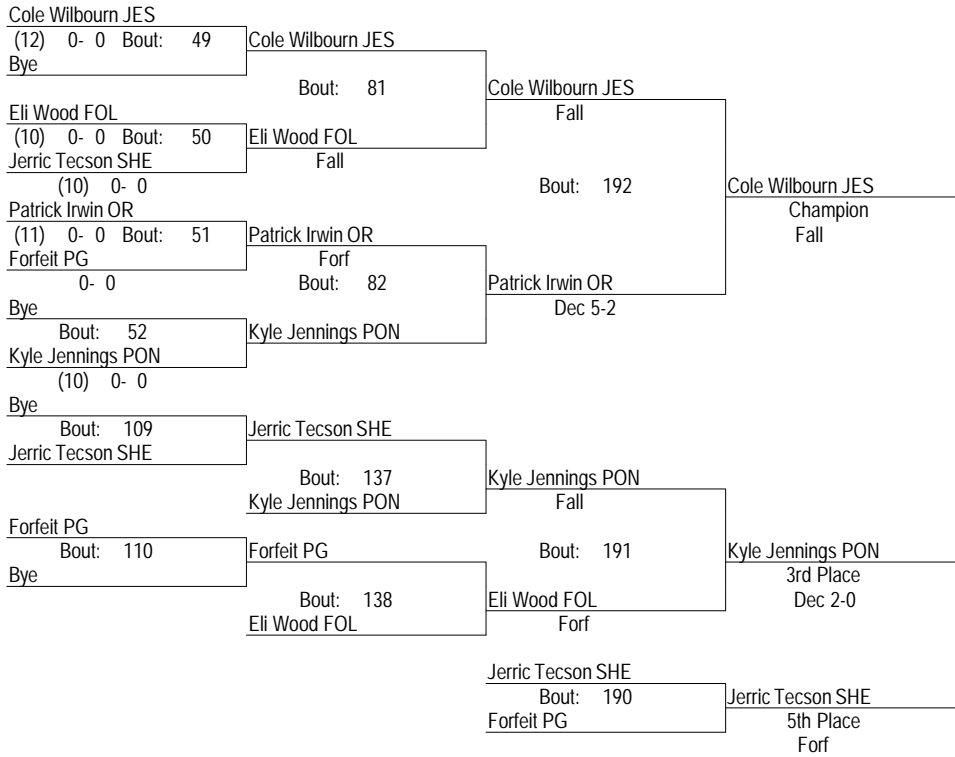 Cole Wilbourn JES
(12) 0- 0 Bout: 49 Cole Wilbourn JES
Bye
Bout: 81 Cole Wilbourn JES
Eli Wood FOL Fall
(10) 0- 0 Bout: 50 Eli Wood FOL
Jerric Tecson SHE Fall
(10) 0- 0 Bout: 192 Cole Wilbourn JES
Patrick Irwin OR Champion
(11) 0- 0 Bout: 51 Patrick Irwin OR Fall
Forfeit PG Forf
0- 0 Bout: 82 Patrick Irwin OR
Bye Dec 5-2
Bout: 52 Kyle Jennings PON
Kyle Jennings PON
(10) 0- 0
Bye
Bout: 109 Jerric Tecson SHE
Jerric Tecson SHE
Bout: 137 Kyle Jennings PON
Kyle Jennings PON Fall
Forfeit PG
Bout: 110 Forfeit PG Bout: 191 Kyle Jennings PON
Bye 3rd Place
Bout: 138 Eli Wood FOL Dec 2-0
Eli Wood FOL Forf
Jerric Tecson SHE
Bout: 190 Jerric Tecson SHE
Forfeit PG 5th Place
Forf